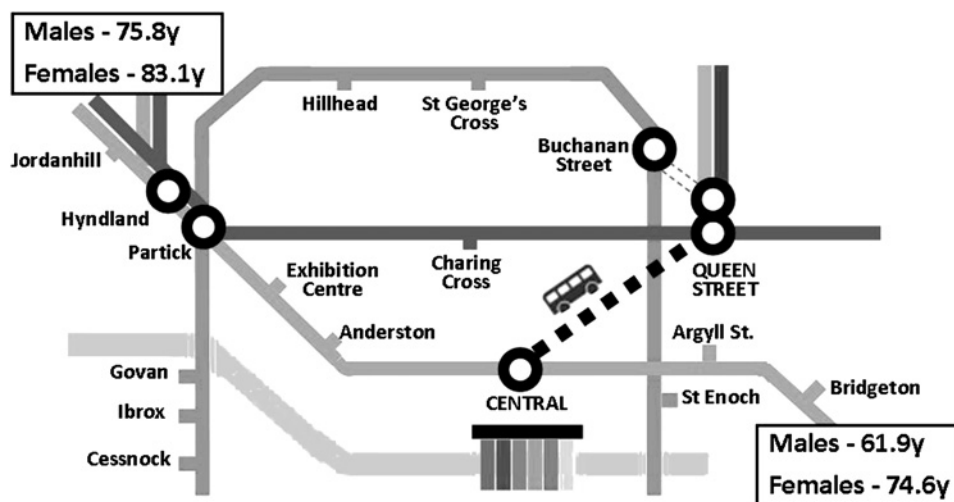 Males - 75.8y
Females - 83.1y
Hillhead
St George's
Cross
Buchanan
Street
Jordanhill
Hyndland
Partick
Exhibition
Centre
Charing
Cross
QUEEN
STREET
Anderston
Argyll St.
Govan
Ibrox
Cessnock
CENTRAL
St Enoch
Bridgeton
Males - 61.9y
Females - 74.6y